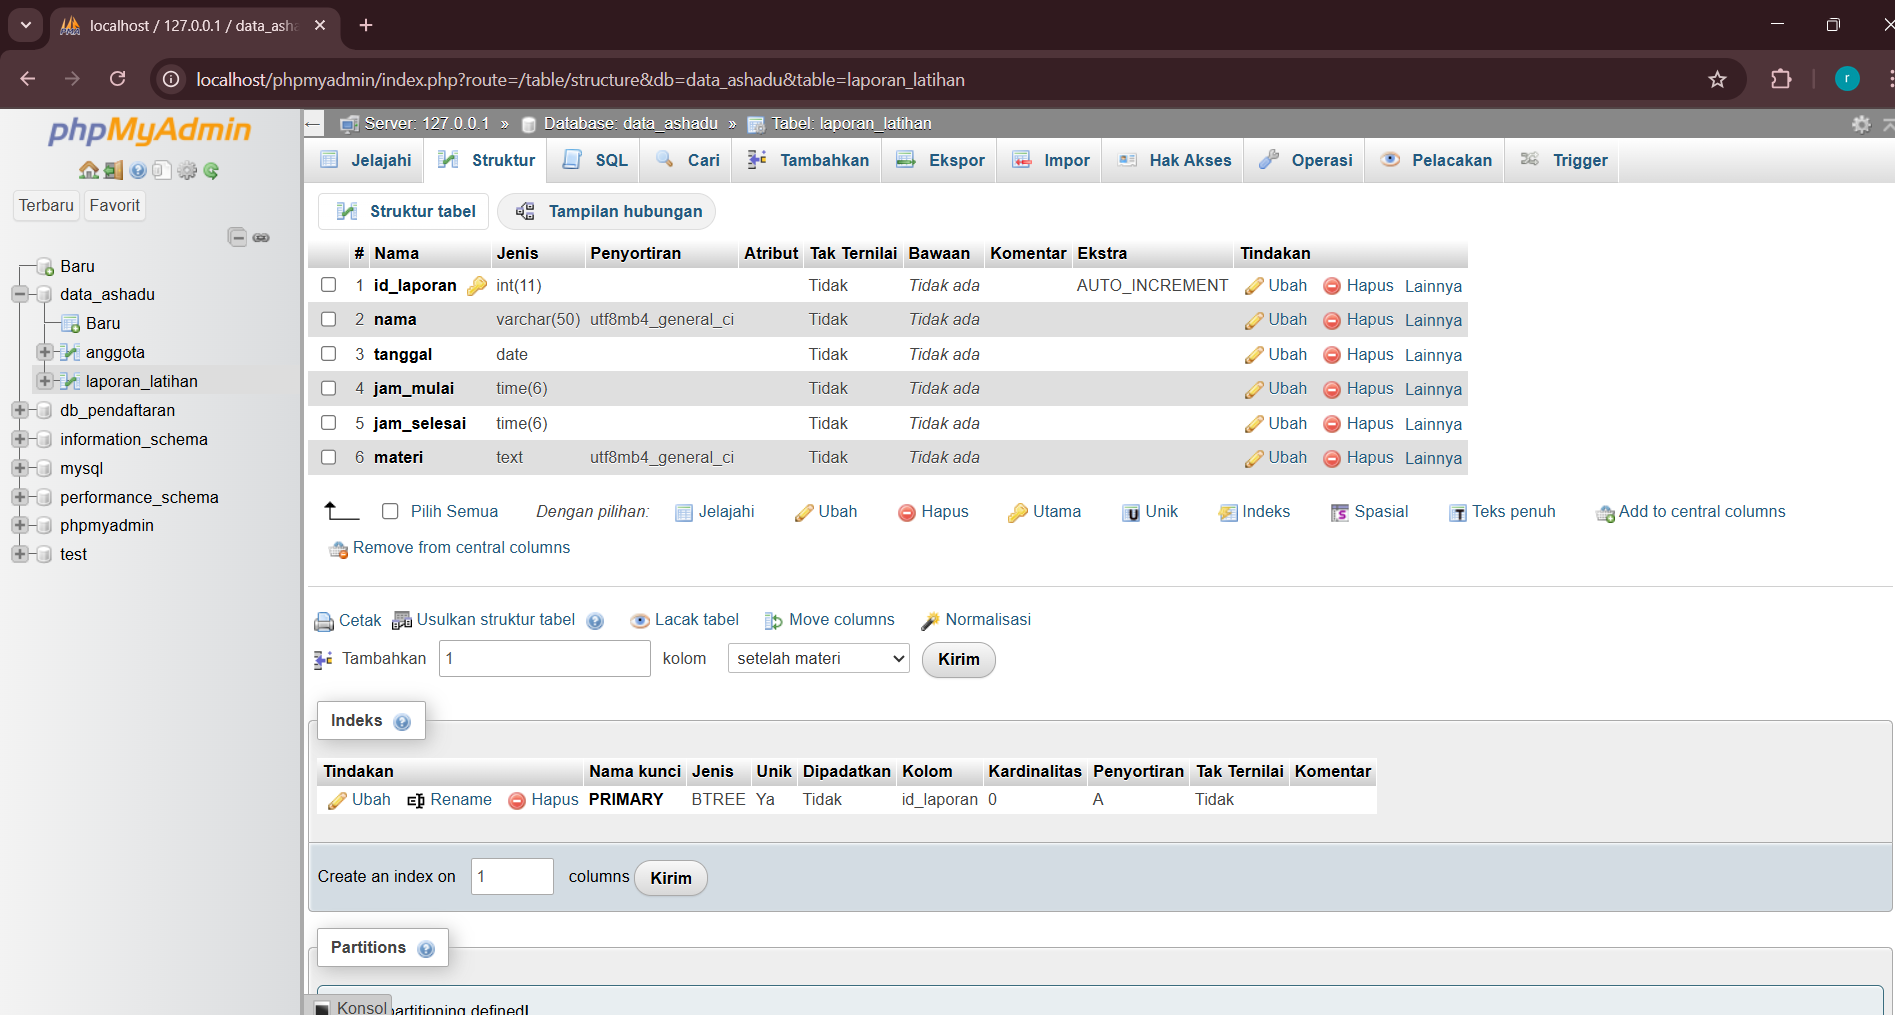 localhost / 127.0.0.1 / data_asha
localhost/phpmyadmin/index.php?route=/table/structure&db=data_ashadu&table=laporan_latihan
r
phpMyAdmin
Terbaru Favorit
Baru
data_ashadu
Baru
anggota
laporan_latihan
db_pendaftaran
information_schema
mysql
performance_schema
phpmyadmin
test
Server: 127.0.0.1 » Database: data_ashadu » Tabel: laporan_latihan
Jelajahi Struktur SQL Cari Tambahkan Ekspor Impor Hak Akses Operasi Pelacakan Trigger
Struktur tabel Tampilan hubungan
# Nama Jenis Penyortiran Atribut Tak Ternilai Bawaan Komentar Ekstra Tindakan
1 id_laporan int(11) Tidak Tidak ada AUTO_INCREMENT Ubah Hapus Lainnya
2 nama varchar(50) utf8mb4_general_ci Tidak Tidak ada Ubah Hapus Lainnya
3 tanggal date Tidak Tidak ada Ubah Hapus Lainnya
4 jam_mulai time(6) Tidak Tidak ada Ubah Hapus Lainnya
5 jam_selesai time(6) Tidak Tidak ada Ubah Hapus Lainnya
6 materi text utf8mb4_general_ci Tidak Tidak ada Ubah Hapus Lainnya
Pilih Semua Dengan pilihan: Jelajahi Ubah Hapus Utama Unik Indeks Spasial Teks penuh Add to central columns
Remove from central columns
Cetak Usulkan struktur tabel Lacak tabel Move columns Normalisasi
Tambahkan 1 kolom setelah materi Kirim
Indeks
Tindakan Nama kunci Jenis Unik Dipadatkan Kolom Kardinalitas Penyortiran Tak Ternilai Komentar
Ubah Rename Hapus PRIMARY BTREE Ya Tidak id_laporan 0 A Tidak
Create an index on 1 columns Kirim
Partitions
Konsol partitioning defined!